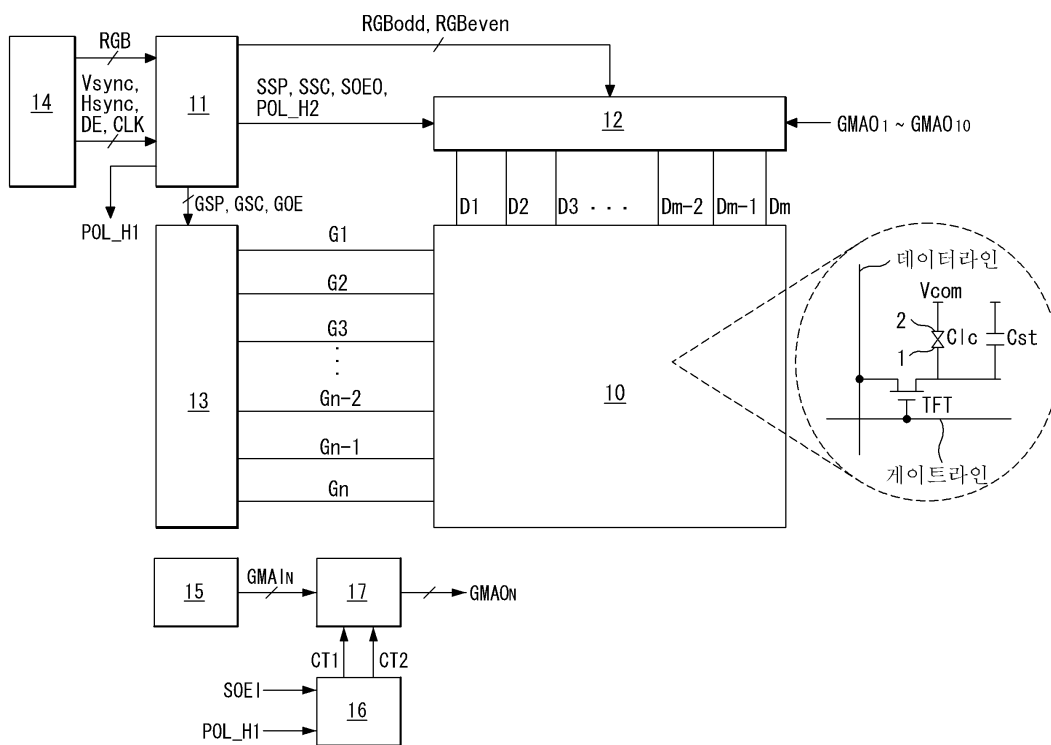 RGBodd, RGBeven
RGB
Vsync,
Hsync,
DE, CLK
14
11
SSP, SSC, SOEO,
POL_H2
12
GMAO1 ~ GMAO10
POL_H1
GSP, GSC, GOE
D1 D2 D3 · · · Dm-2 Dm-1 Dm
G1
G2
G3
⋮
Gn-2
Gn-1
Gn
13
10
데이터라인
Vcom
2
1
Clc
Cst
TFT
게이트라인
15
GMAIN
17
GMAON
CT1
CT2
SOEI
POL_H1
16